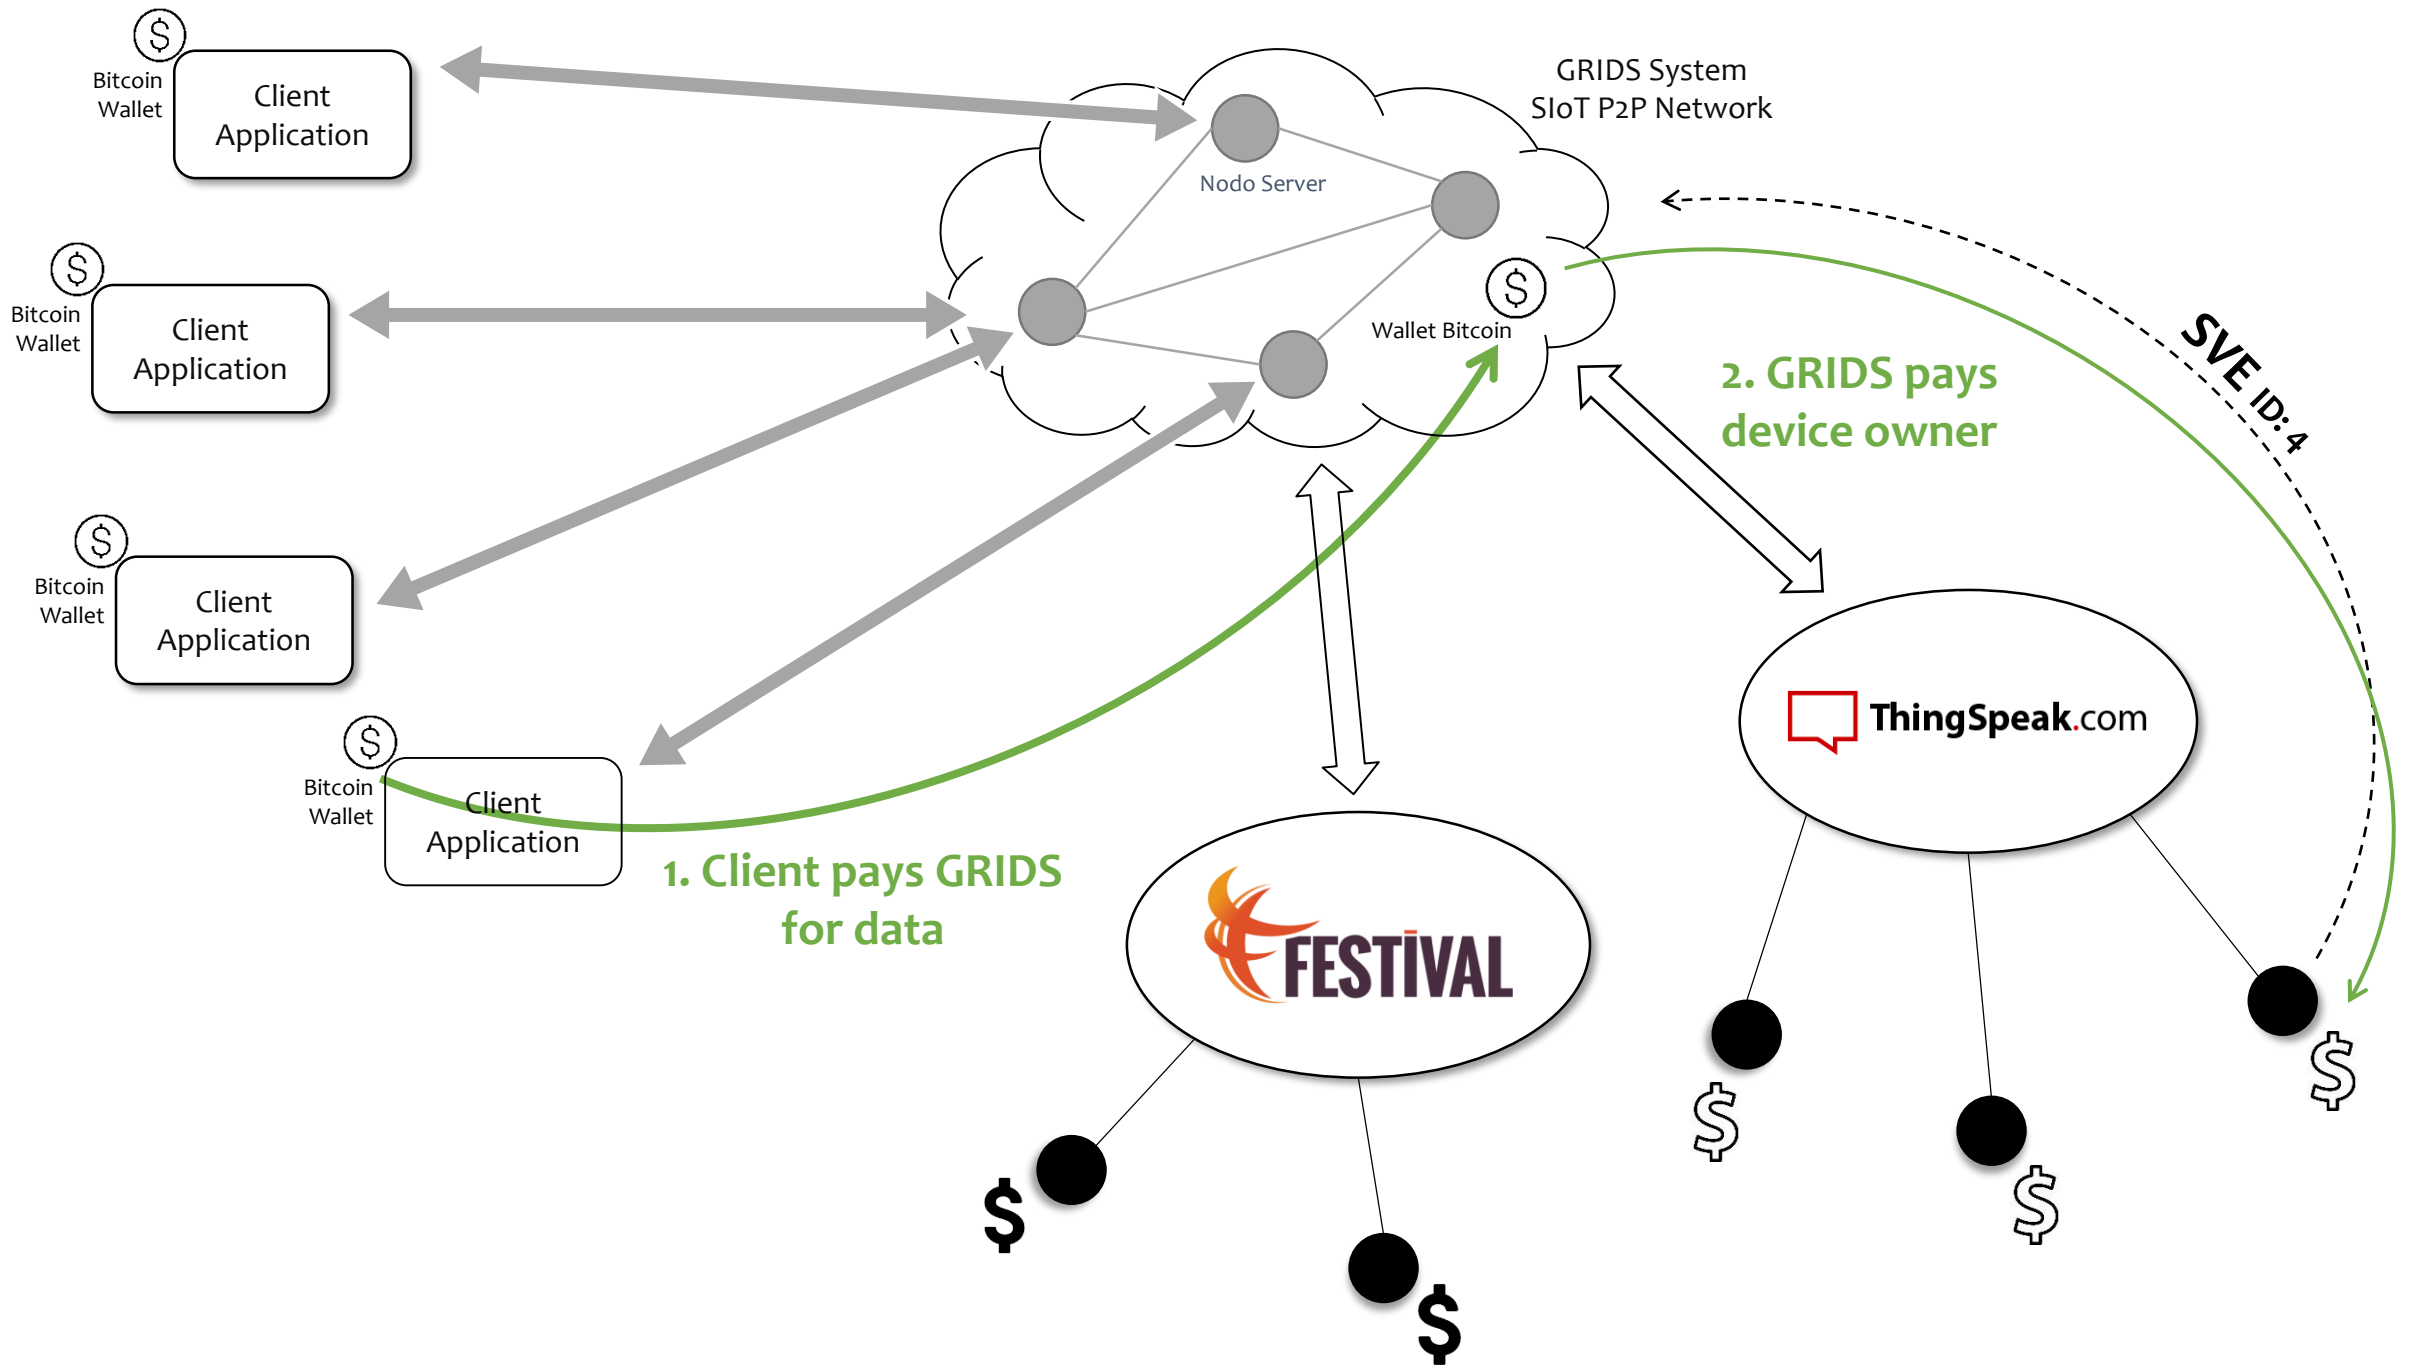 Bitcoin
Wallet
Client
Application
GRIDS System
SIoT P2P Network
Nodo Server
Bitcoin
Wallet
Client
Application
Wallet Bitcoin
SVE ID: 4
2. GRIDS pays
device owner
Bitcoin
Wallet
Client
Application
ThingSpeak.com
Bitcoin
Wallet
Client
Application
1. Client pays GRIDS
for data
FESTIVAL